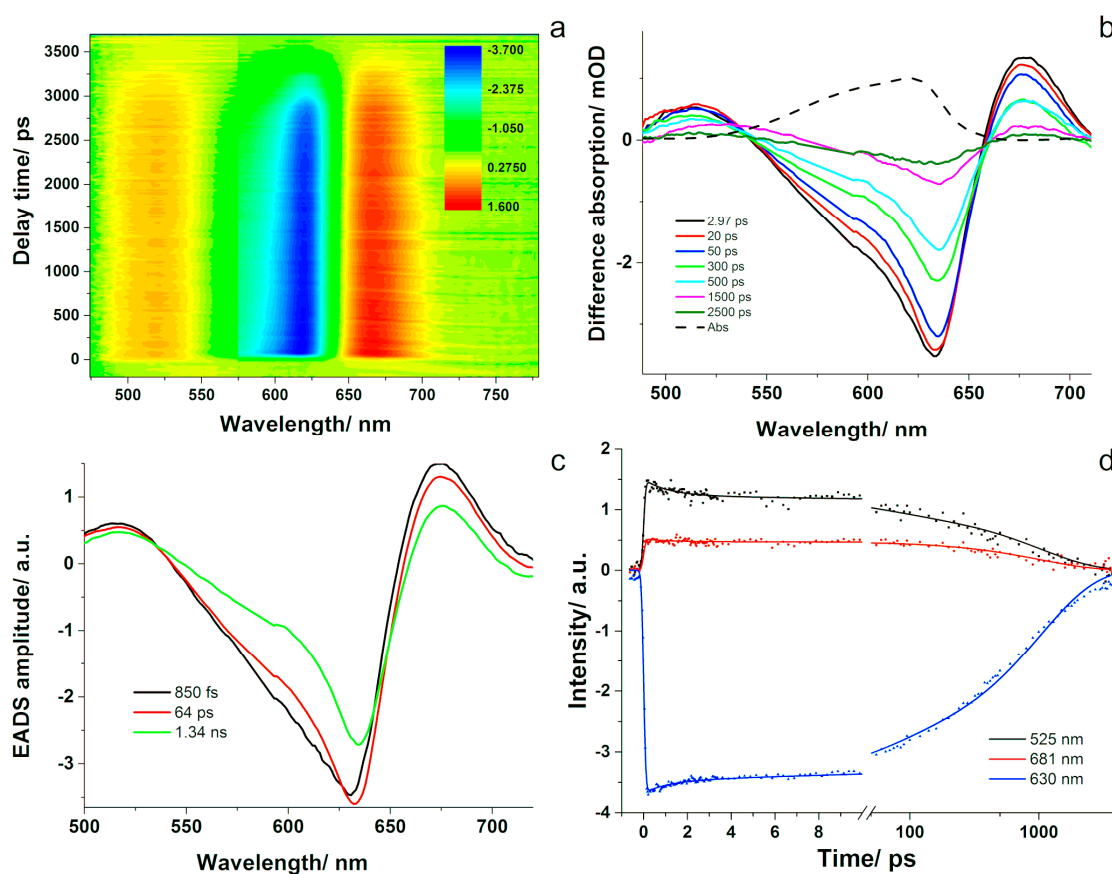 a
3500
3000
2500
2000
1500
1000
500
0
Delay time/ ps
-3.700
-2.375
-1.050
0.2750
1.600
500 550 600 650 700 750
Wavelength/ nm
b
0
-2
Difference absorption/ mOD
2.97 ps
20 ps
50 ps
300 ps
500 ps
1500 ps
2500 ps
Abs
500 550 600 650 700
Wavelength/ nm
c
1
0
-1
-2
-3
EADS amplitude/ a.u.
850 fs
64 ps
1.34 ns
500 550 600 650 700
Wavelength/ nm
d
2
1
0
-1
-2
-3
-4
Intensity/ a.u.
525 nm
681 nm
630 nm
0 2 4 6 8 100 1000
Time/ ps